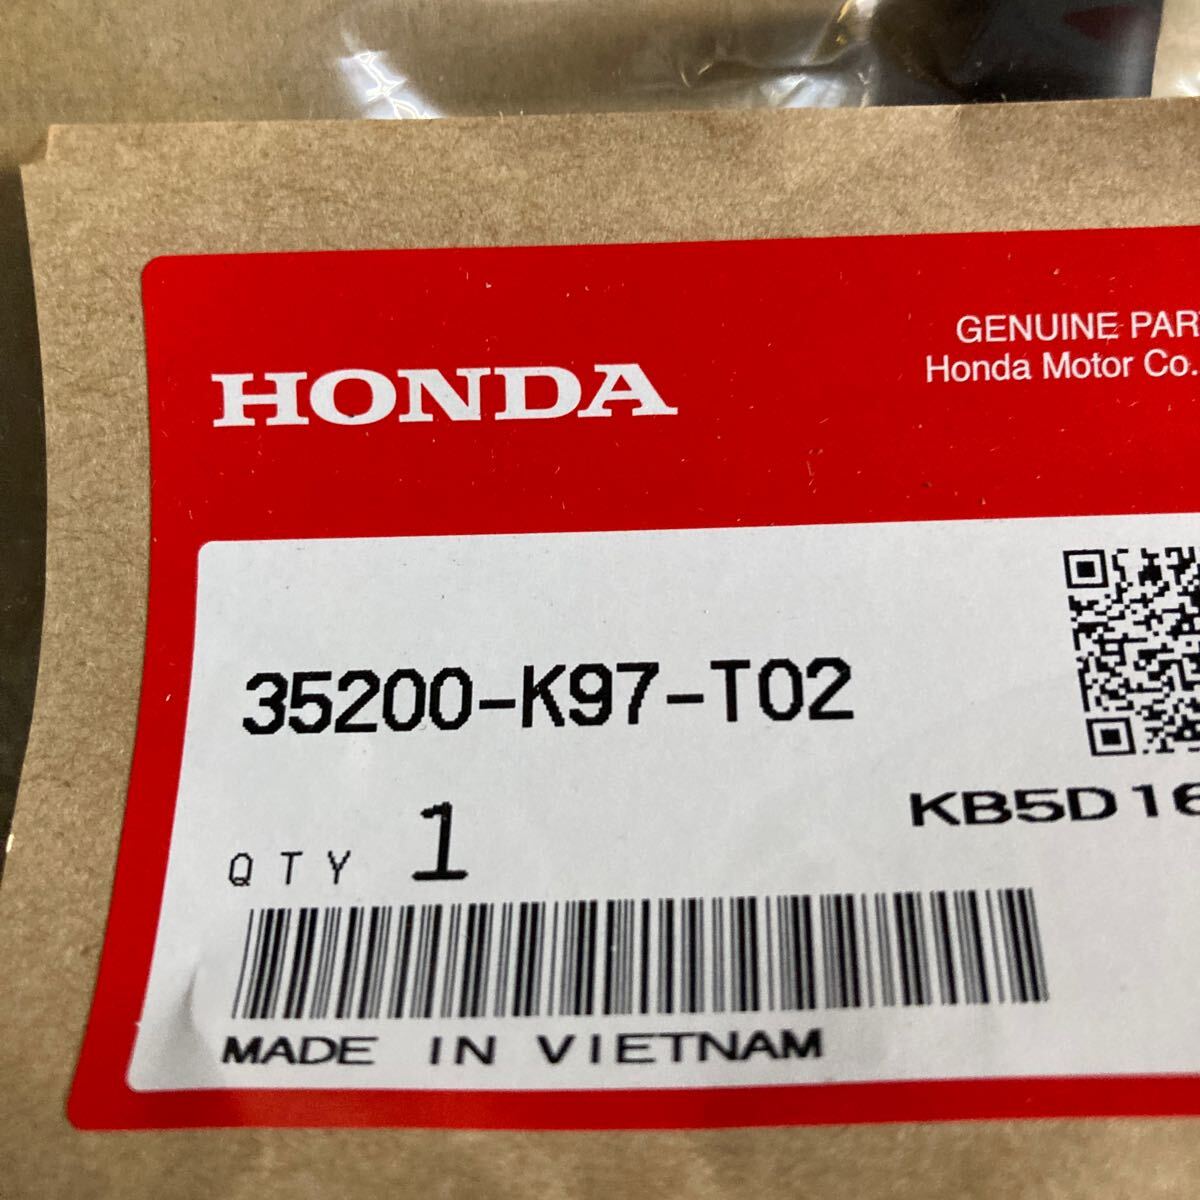 GENUINE PAR
Honda Motor Co.
HONDA
35200-K97-T02
KB5D16
QTY 1
MADE IN VIETNAM